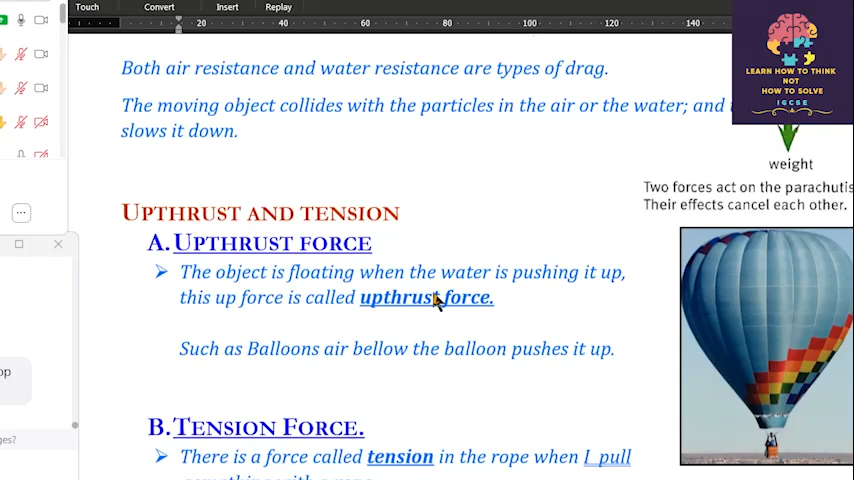 Touch
Convert
Insert
Replay
20
40
60
80
100
120
140
LEARN HOW TO THINK
NOT
HOW TO SOLVE
IGCSE
Both air resistance and water resistance are types of drag.
The moving object collides with the particles in the air or the water; and
slows it down.
weight
Two forces act on the parachutis
Their effects cancel each other.
UPTHRUST AND TENSION
A. UPTHRUST FORCE
➢ The object is floating when the water is pushing it up,
this up force is called upthrust force.
Such as Balloons air bellow the balloon pushes it up.
B. TENSION FORCE.
➢ There is a force called tension in the rope when I pull